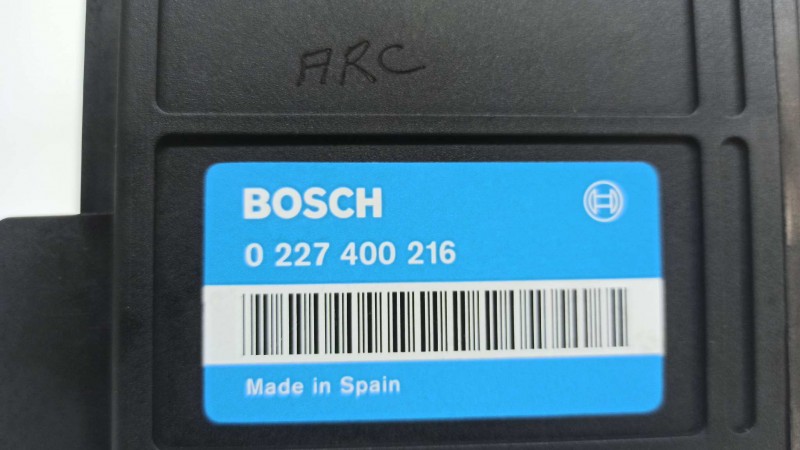 ARC
BOSCH
0 227 400 216
Made in Spain